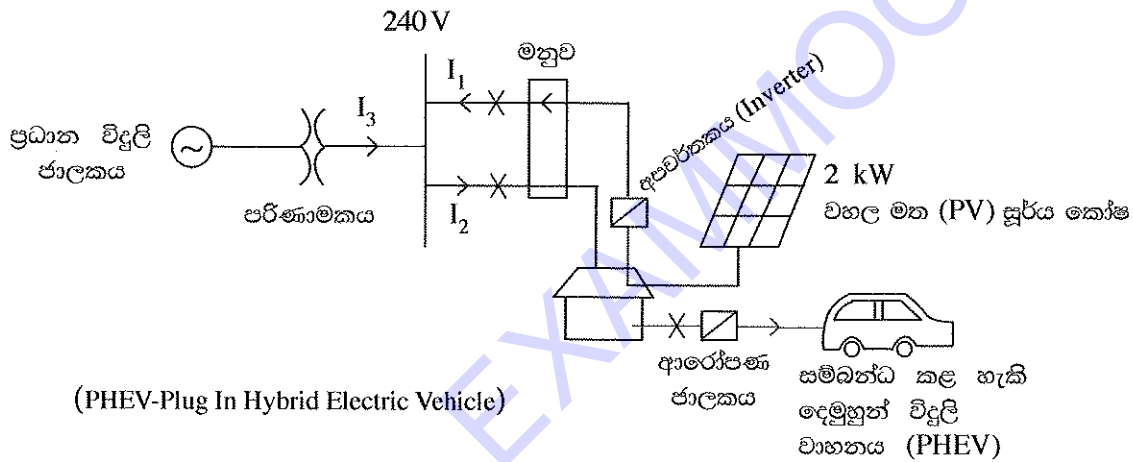 240 V
මනුව
I₁
I₃
I₂
ප්‍රධාන විදුලි
ජාලකය
~
පරිණාමකය
අපවර්තකය (Inverter)
2 kW
වහල මත (PV) සූර්ය කෝෂ
ආරෝපණ
ජාලකය
සම්බන්ධ කළ හැකි
දෙමුහුන් විදුලි
වාහනය (PHEV)
(PHEV-Plug In Hybrid Electric Vehicle)
EXAMMOO